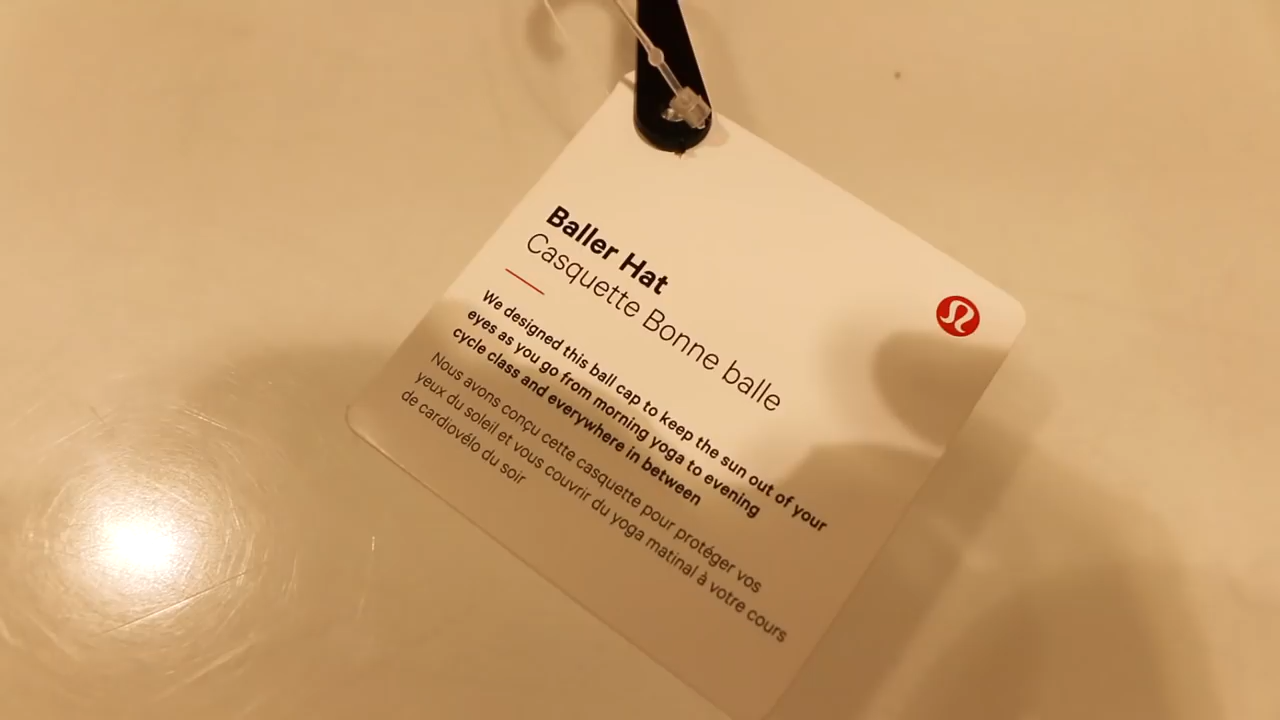 Baller Hat
Casquette Bonne balle
We designed this ball cap to keep the sun out of your
eyes as you go from morning yoga to evening
cycle class and everywhere in between
Nous avons conçu cette casquette pour protéger vos
yeux du soleil et vous couvrir du yoga matinal à votre cours
de cardiovélo du soir